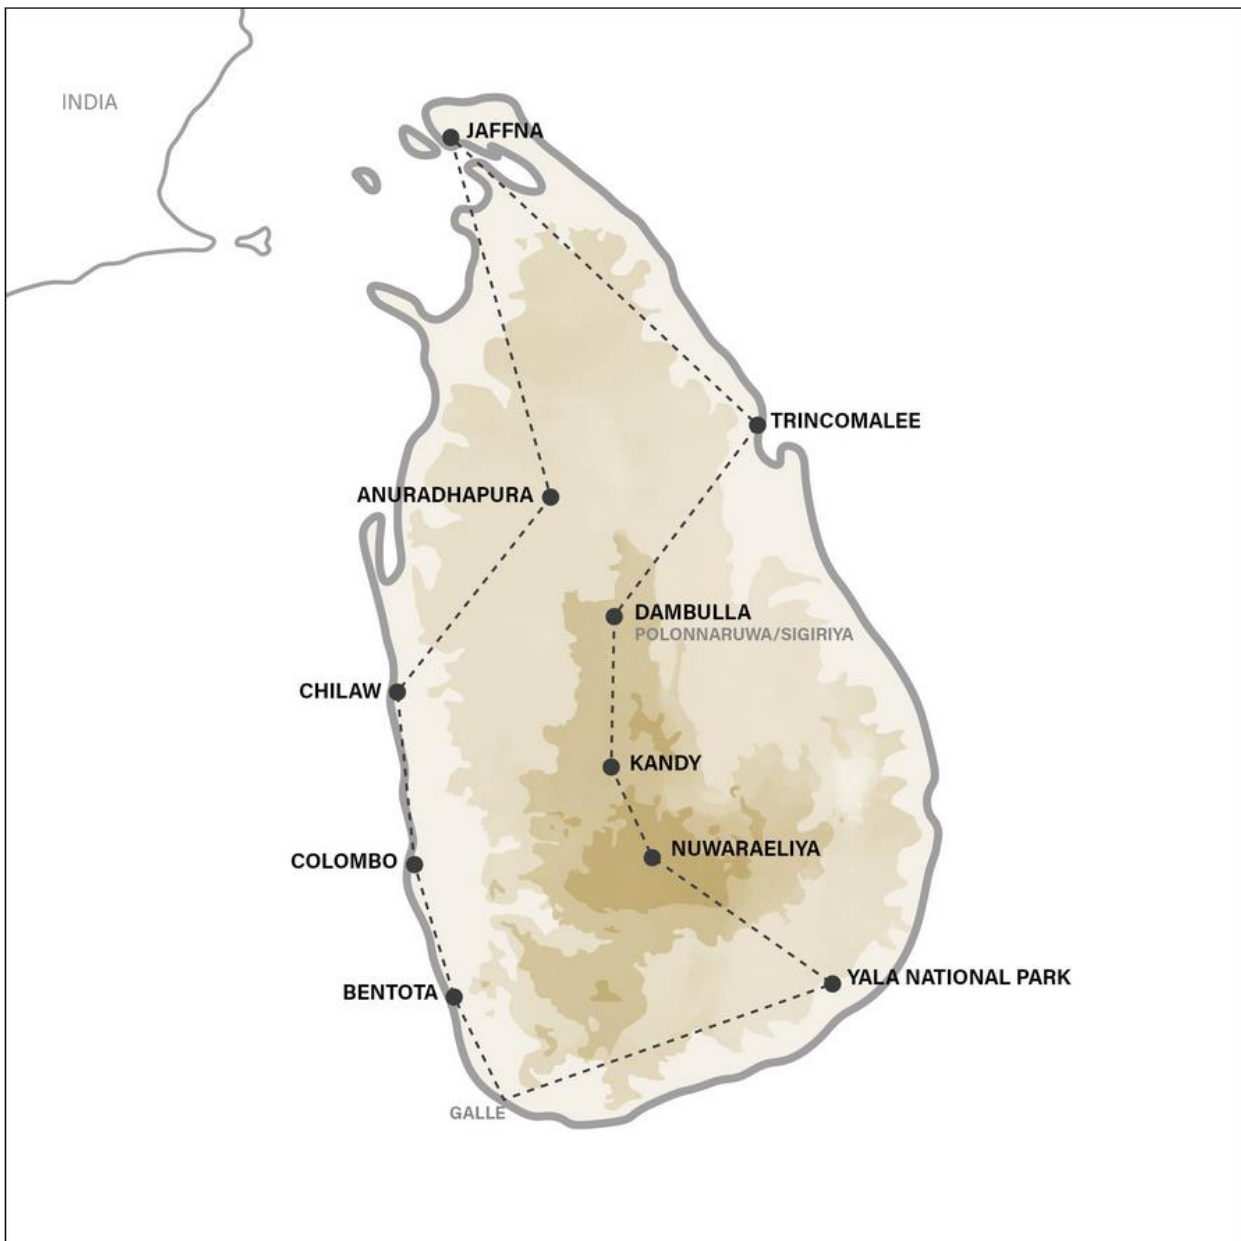 INDIA
JAFFNA
TRINCOMALEE
ANURADHAPURA
DAMBULLA
POLONNARUWA/SIGIRIYA
CHILAW
KANDY
NUWARAELIYA
COLOMBO
YALA NATIONAL PARK
BENTOTA
GALLE